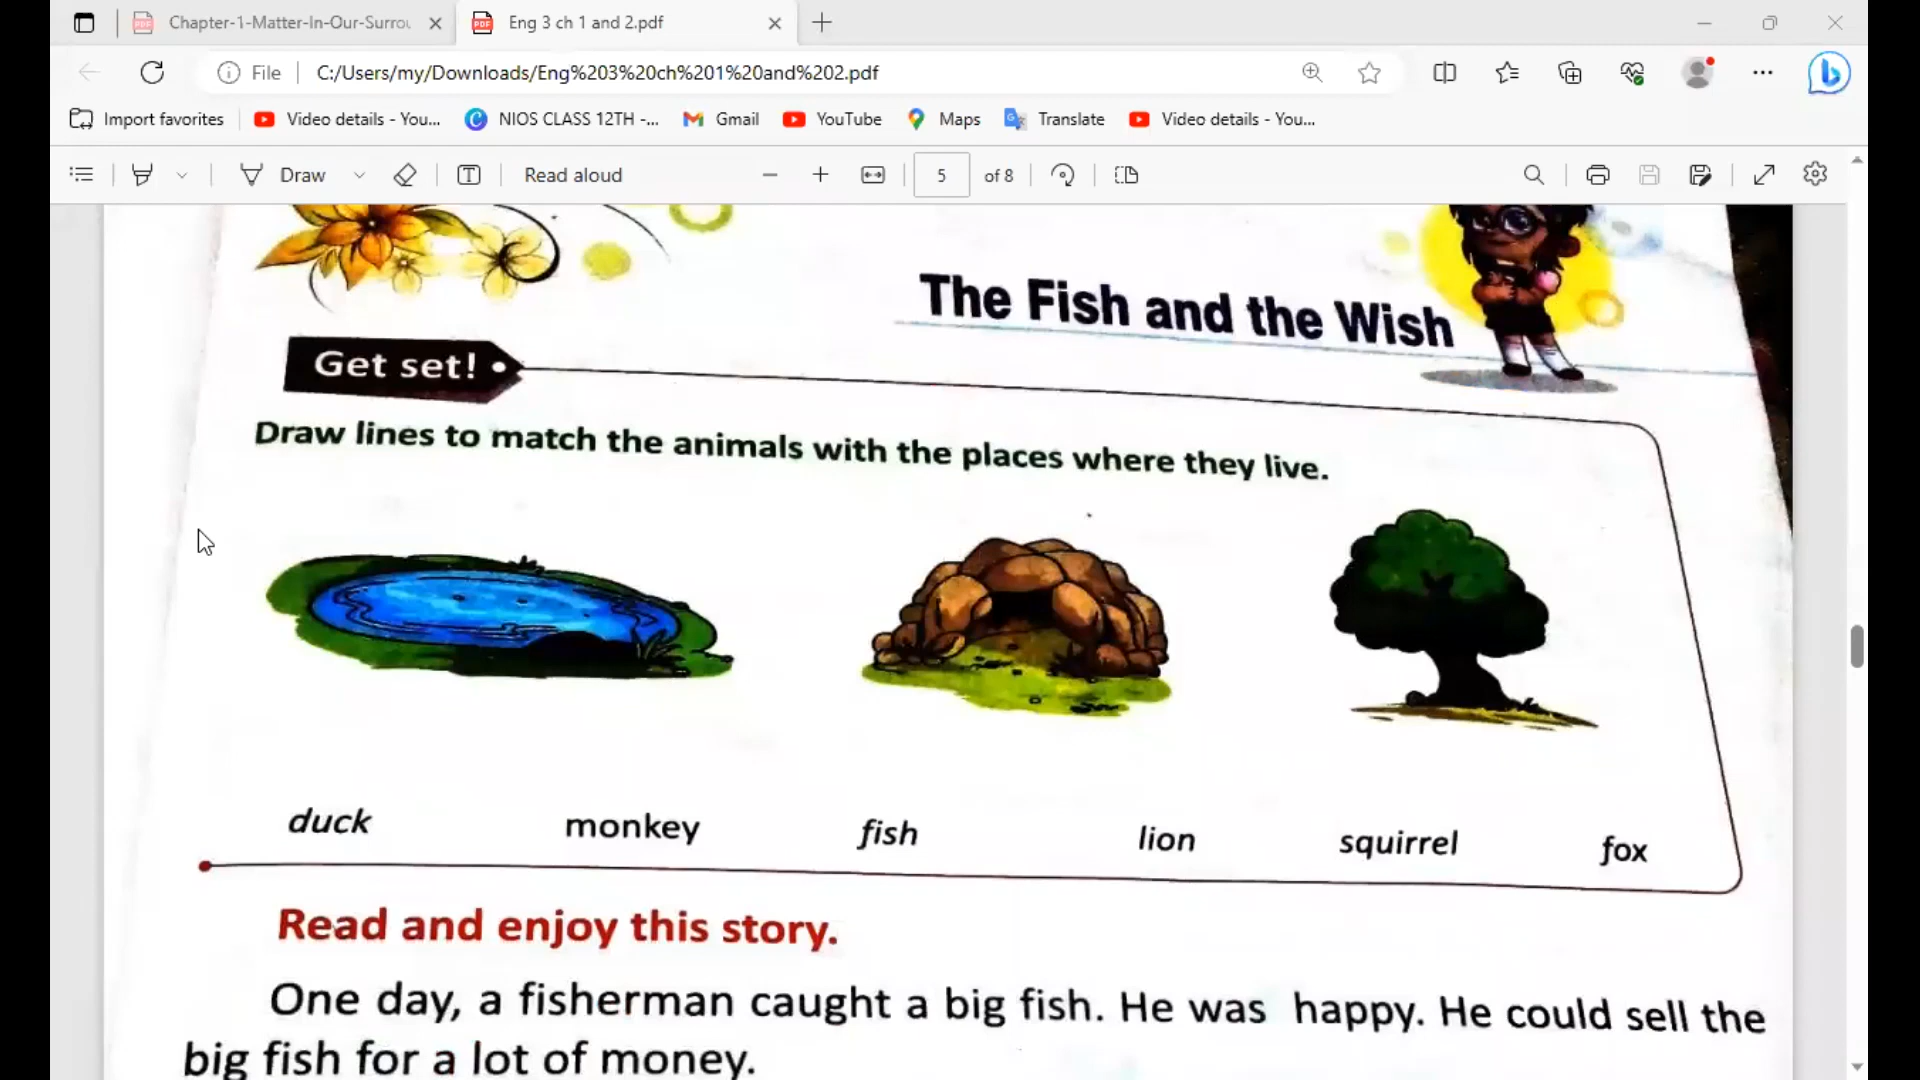 Chapter-1-Matter-In-Our-Surrou
Eng 3 ch 1 and 2.pdf
File
C:/Users/my/Downloads/Eng%203%20ch%201%20and%202.pdf
Import favorites
Video details - You...
NIOS CLASS 12TH -...
Gmail
YouTube
Maps
Translate
Video details - You...
Draw
Read aloud
5 of 8
The Fish and the Wish
Get set!
Draw lines to match the animals with the places where they live.
duck monkey fish lion squirrel fox
Read and enjoy this story.
One day, a fisherman caught a big fish. He was happy. He could sell the
big fish for a lot of money.